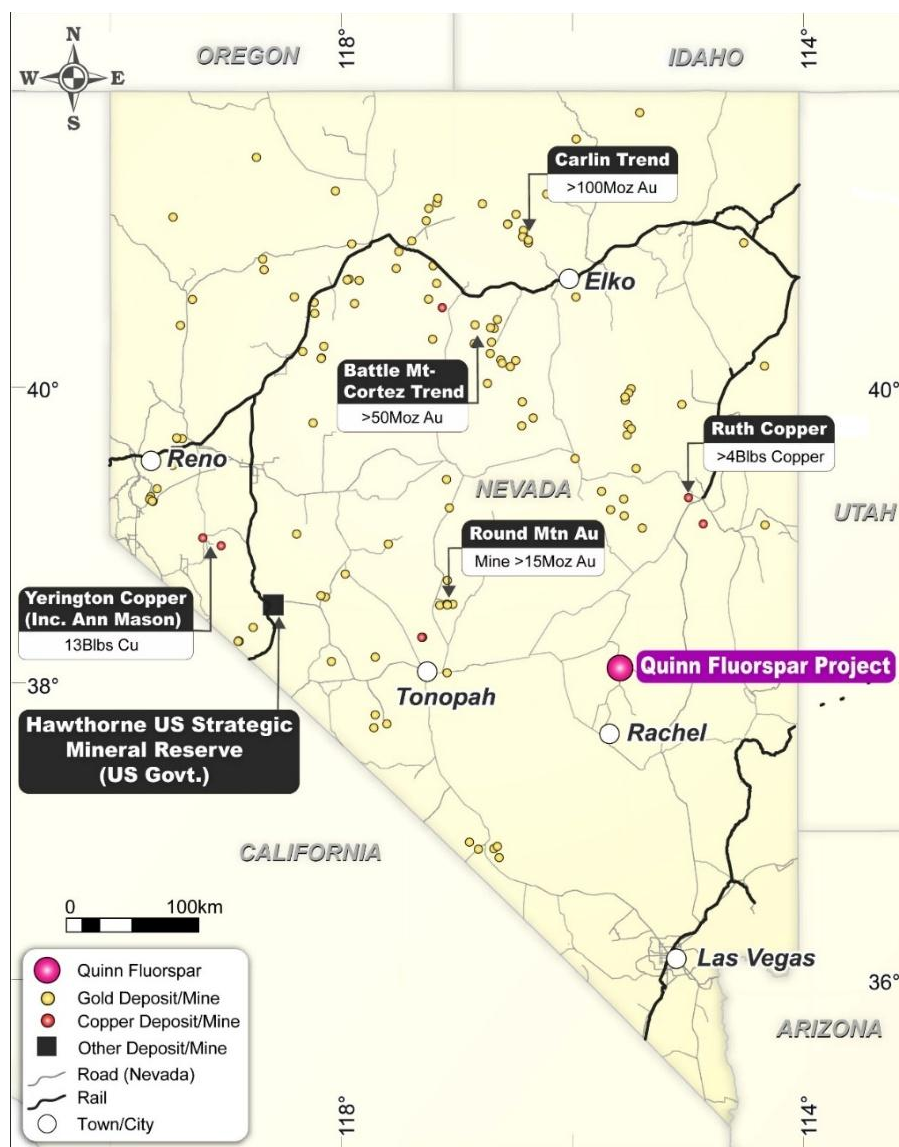 N
W E
S
OREGON
118°
IDAHO
114°
Carlin Trend
>100Moz Au
Elko
40°
Battle Mt-
Cortez Trend
>50Moz Au
40°
Ruth Copper
>4Blbs Copper
Reno
NEVADA
UTAH
Round Mtn Au
Mine >15Moz Au
Yerington Copper
(Inc. Ann Mason)
13Blbs Cu
Quinn Fluorspar Project
38°
Tonopah
Hawthorne US Strategic
Mineral Reserve
(US Govt.)
Rachel
CALIFORNIA
0 100km
Las Vegas
36°
ARIZONA
Quinn Fluorspar
Gold Deposit/Mine
Copper Deposit/Mine
Other Deposit/Mine
Road (Nevada)
Rail
Town/City
118°
114°